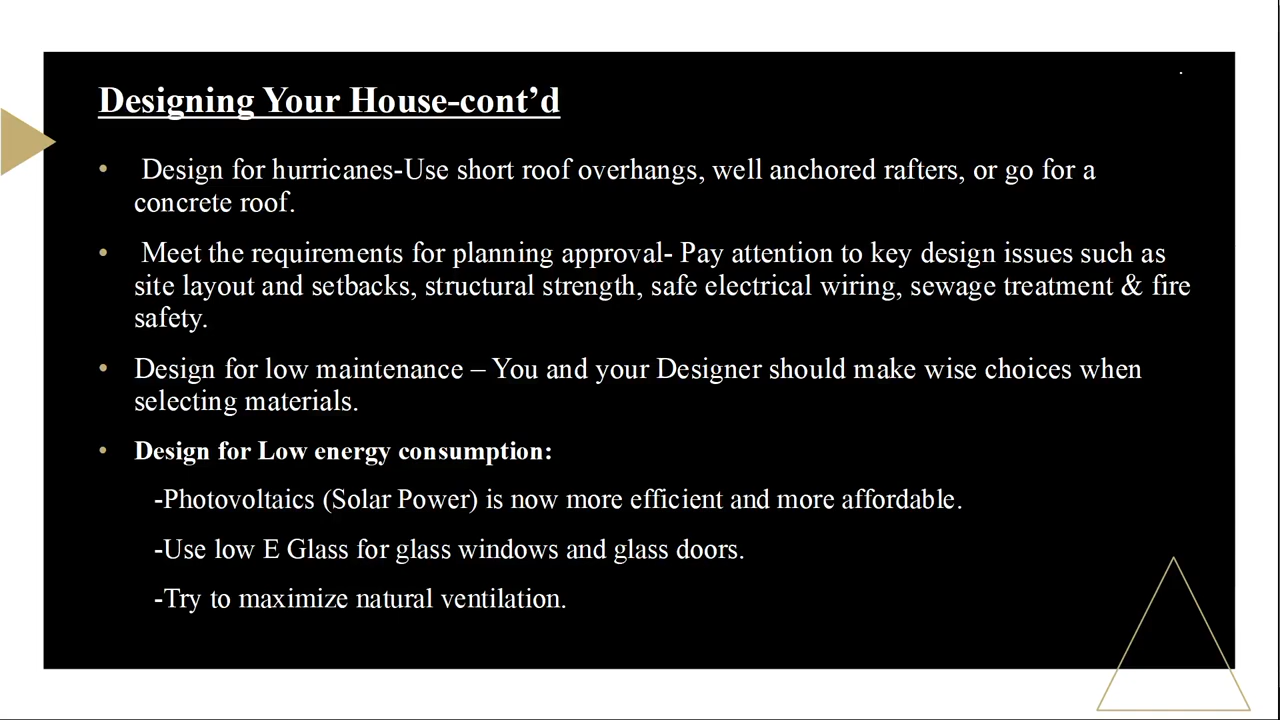 Designing Your House-cont’d
• Design for hurricanes-Use short roof overhangs, well anchored rafters, or go for a
concrete roof.
• Meet the requirements for planning approval- Pay attention to key design issues such as
site layout and setbacks, structural strength, safe electrical wiring, sewage treatment & fire
safety.
• Design for low maintenance – You and your Designer should make wise choices when
selecting materials.
• Design for Low energy consumption:
-Photovoltaics (Solar Power) is now more efficient and more affordable.
-Use low E Glass for glass windows and glass doors.
-Try to maximize natural ventilation.